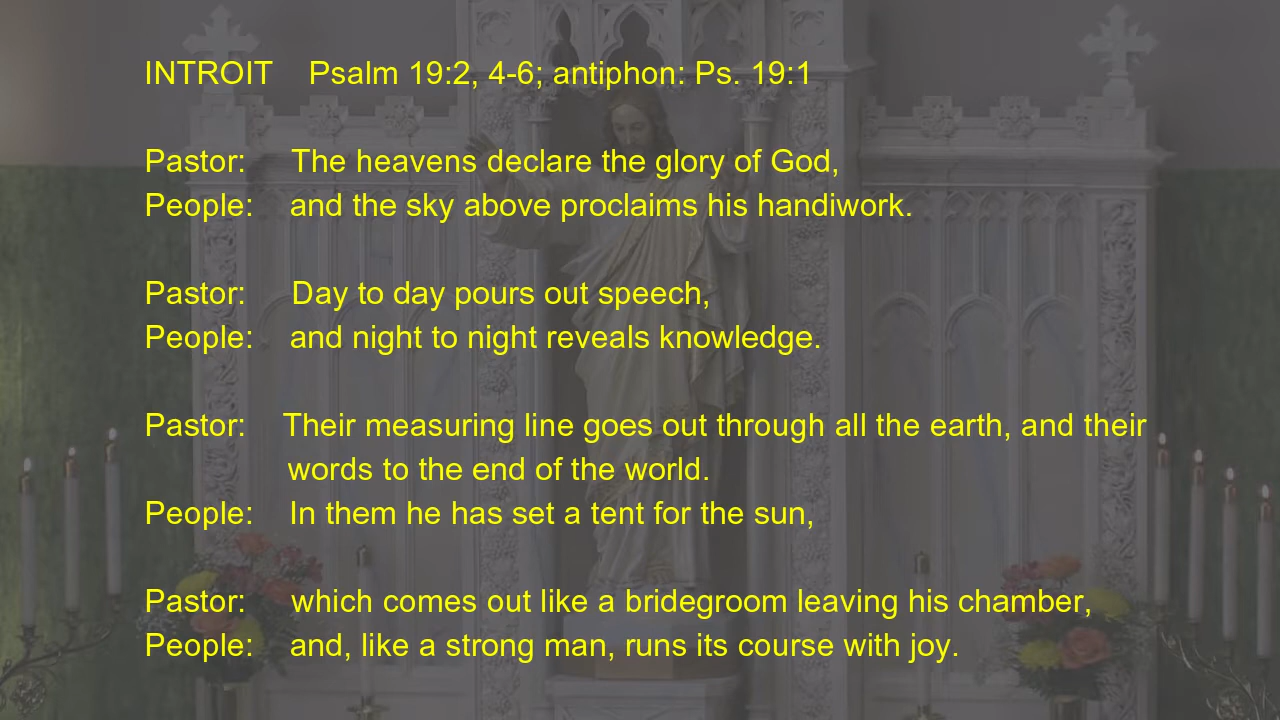 INTROIT Psalm 19:2, 4-6; antiphon: Ps. 19:1
Pastor: The heavens declare the glory of God,
People: and the sky above proclaims his handiwork.
Pastor: Day to day pours out speech,
People: and night to night reveals knowledge.
Pastor: Their measuring line goes out through all the earth, and their
words to the end of the world.
People: In them he has set a tent for the sun,
Pastor: which comes out like a bridegroom leaving his chamber,
People: and, like a strong man, runs its course with joy.